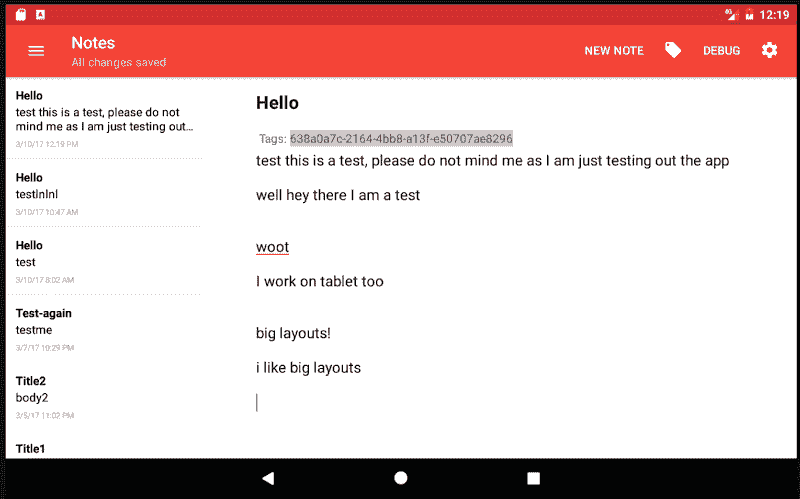 12:19
Notes
All changes saved
NEW NOTE
DEBUG
Hello
test this is a test, please do not
mind me as I am just testing out...
3/10/17 12:19 PM
Hello
testlnlnl
3/10/17 10:47 AM
Hello
test
3/10/17 8:02 AM
Test-again
testme
3/7/17 10:29 PM
Title2
body2
3/5/17 11:02 PM
Title1
Hello
Tags: 638a0a7c-2164-4bb8-a13f-e50707ae8296
test this is a test, please do not mind me as I am just testing out the app
well hey there I am a test
woot
I work on tablet too
big layouts!
i like big layouts